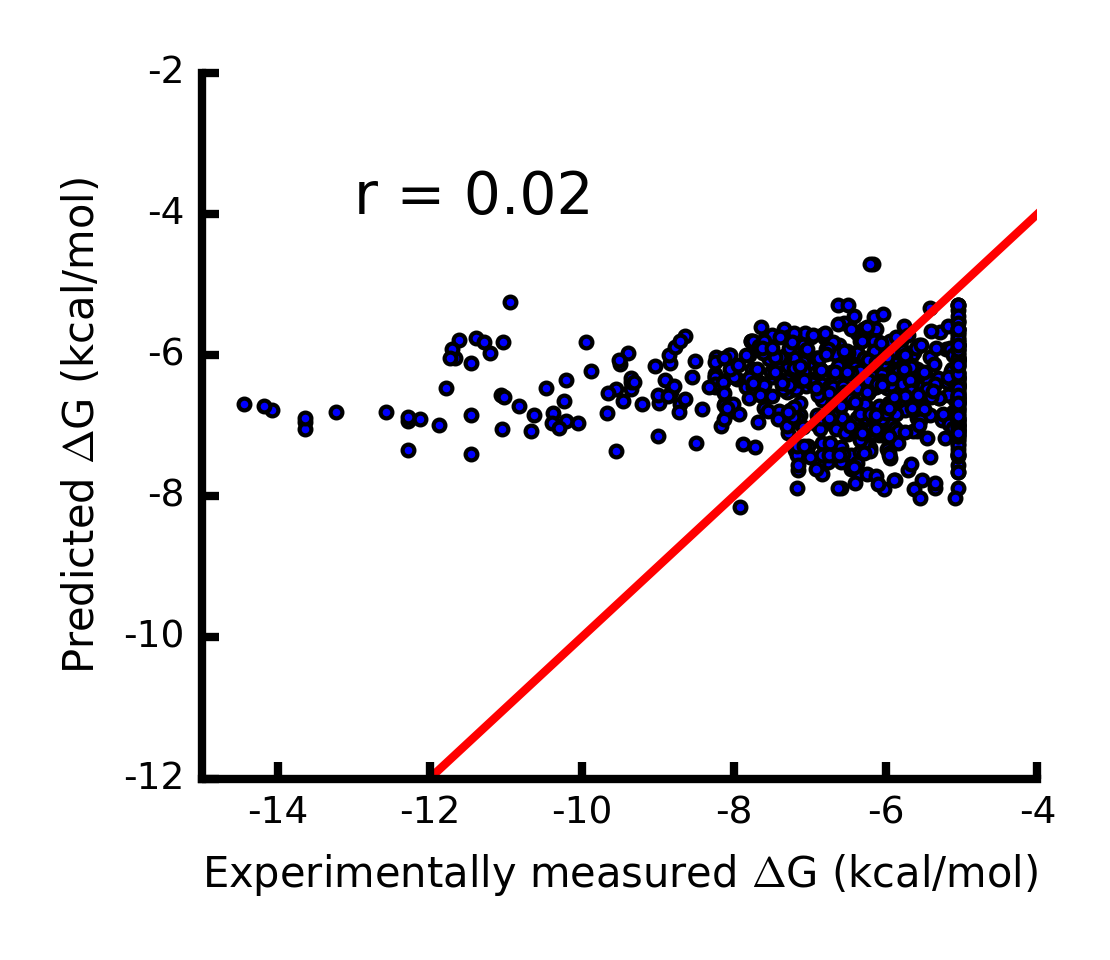 -2
r = 0.02
-4
-6
-8
-10
-12
Predicted ΔG (kcal/mol)
-14 -12 -10 -8 -6 -4
Experimentally measured ΔG (kcal/mol)